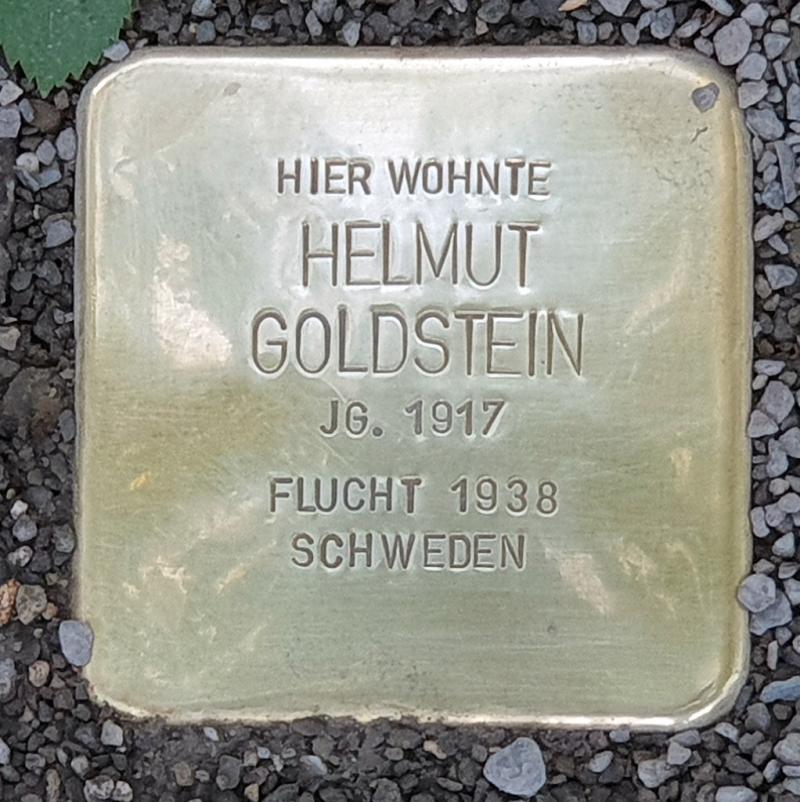 HIER WOHNTE
HELMUT
GOLDSTEIN
JG. 1917
FLUCHT 1938
SCHWEDEN